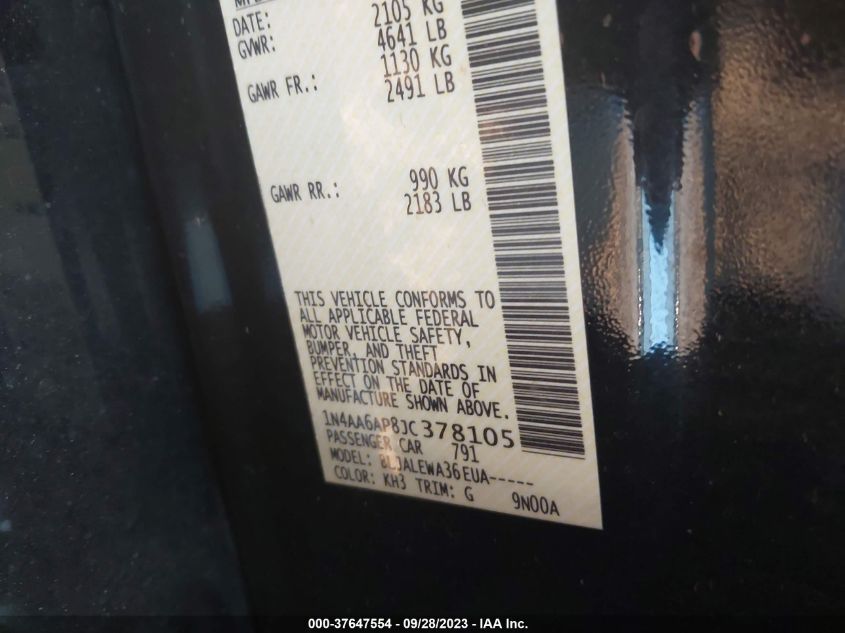 DATE: 2105 KG
GVWR: 4641 LB
1130 KG
GAWR FR.: 2491 LB
990 KG
GAWR RR.: 2183 LB
THIS VEHICLE CONFORMS TO
ALL APPLICABLE FEDERAL
MOTOR VEHICLE SAFETY,
BUMPER, AND THEFT
PREVENTION STANDARDS IN
EFFECT ON THE DATE OF
MANUFACTURE SHOWN ABOVE.
1N4AA6AP8JC378105
PASSENGER CAR 791
MODEL: BLJALEWA36EUA-----
COLOR: KH3 TRIM: G 9N00A
000-37647554 - 09/28/2023 - IAA Inc.